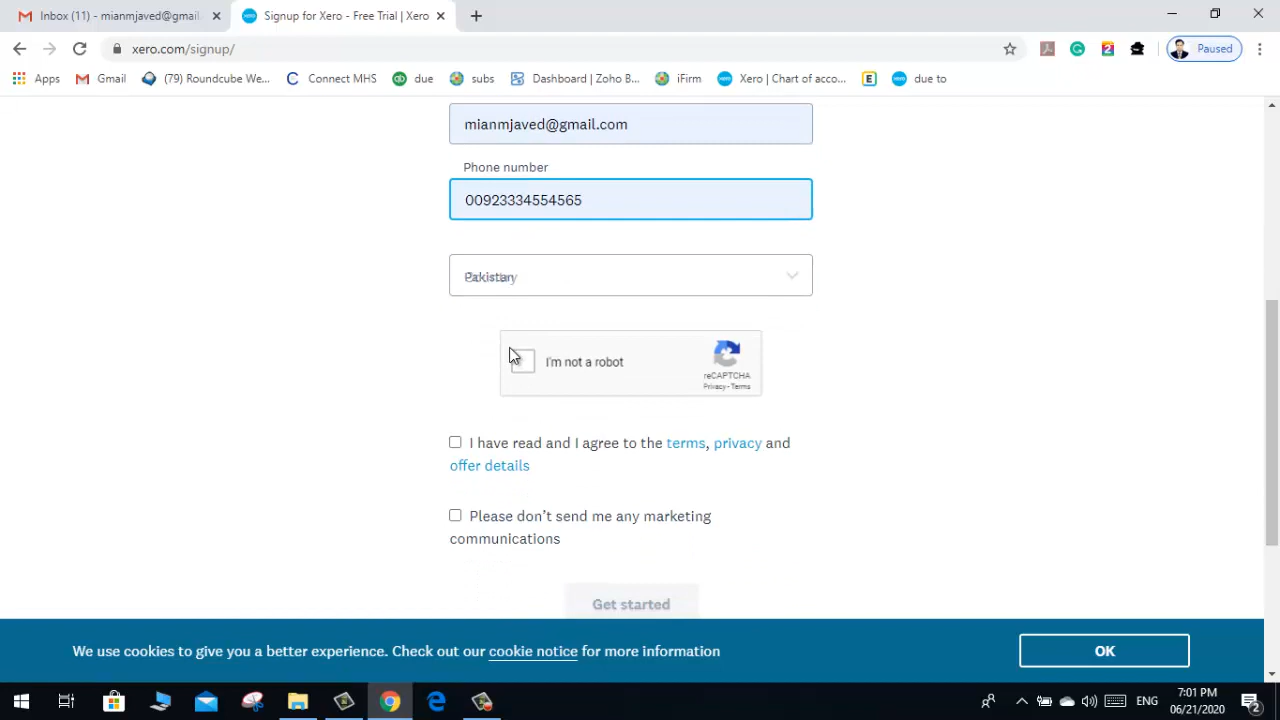 Inbox (11) - mianmjaved@gmail.
Signup for Xero - Free Trial | Xero
xero.com/signup/
2
Paused
Apps
Gmail
(79) Roundcube We...
Connect MHS
due
subs
Dashboard | Zoho B...
iFirm
Xero | Chart of acco...
E
due to
mianmjaved@gmail.com
Phone number
00923334554565
Pakistan
I'm not a robot
reCAPTCHA
Privacy - Terms
I have read and I agree to the terms, privacy and
offer details
Please don't send me any marketing
communications
Get started
We use cookies to give you a better experience. Check out our cookie notice for more information
OK
ENG
7:01 PM
06/21/2020
2